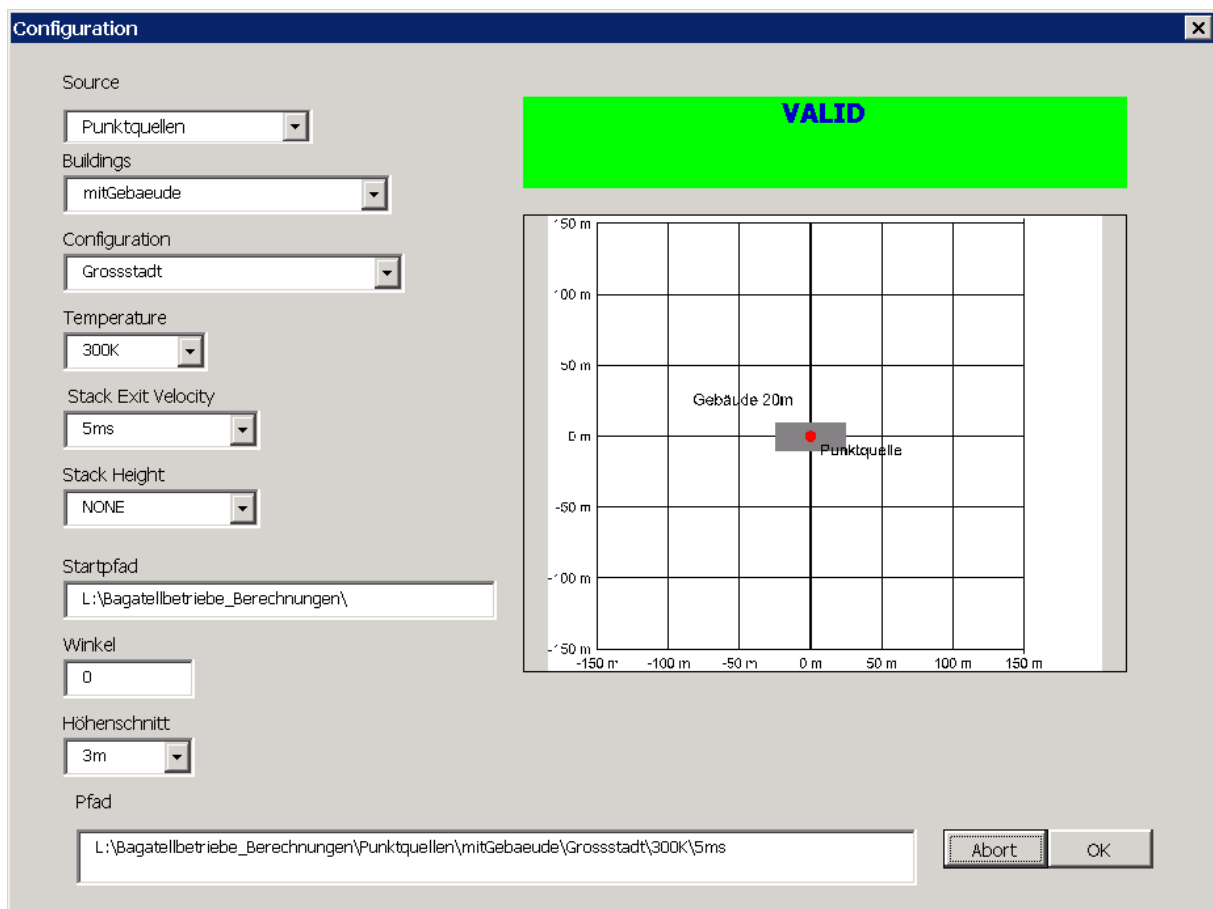 Configuration
Source
Punktquellen
Buildings
mitGebaeude
Configuration
Grossstadt
Temperature
300K
Stack Exit Velocity
5ms
Stack Height
NONE
Startpfad
L:\Bagatellbetriebe_Berechnungen\
Winkel
0
Höhenschnitt
3m
Pfad
L:\Bagatellbetriebe_Berechnungen\Punktquellen\mitGebaeude\Grossstadt\300K\5ms
VALID
150 m
100 m
50 m
Gebäude 20m
0 m
Punktquelle
-50 m
-100 m
-150 m
-150 m -100 m -50 m 0 m 50 m 100 m 150 m
Abort OK